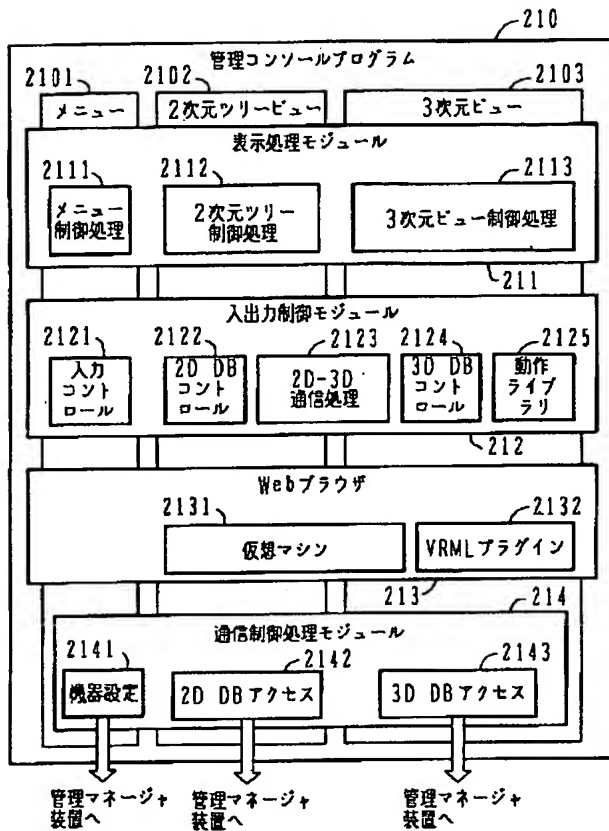 210
管理コンソールプログラム
2101
2102
2103
メニュー
2次元ツリービュー
3次元ビュー
表示処理モジュール
2111
2112
2113
メニュー
制御処理
2次元ツリー
制御処理
3次元ビュー制御処理
211
入出力制御モジュール
2121
2122
2123
2124
2125
入力
コント
ロール
2D DB
コント
ロール
2D-3D
通信処理
3D DB
コント
ロール
動作
ライブ
ラリ
212
Webブラウザ
2131
2132
仮想マシン
VRMLプラグイン
213
214
通信制御処理モジュール
2141
2142
2143
機器設定
2D DBアクセス
3D DBアクセス
管理マネージャ
装置へ
管理マネージャ
装置へ
管理マネージャ
装置へ